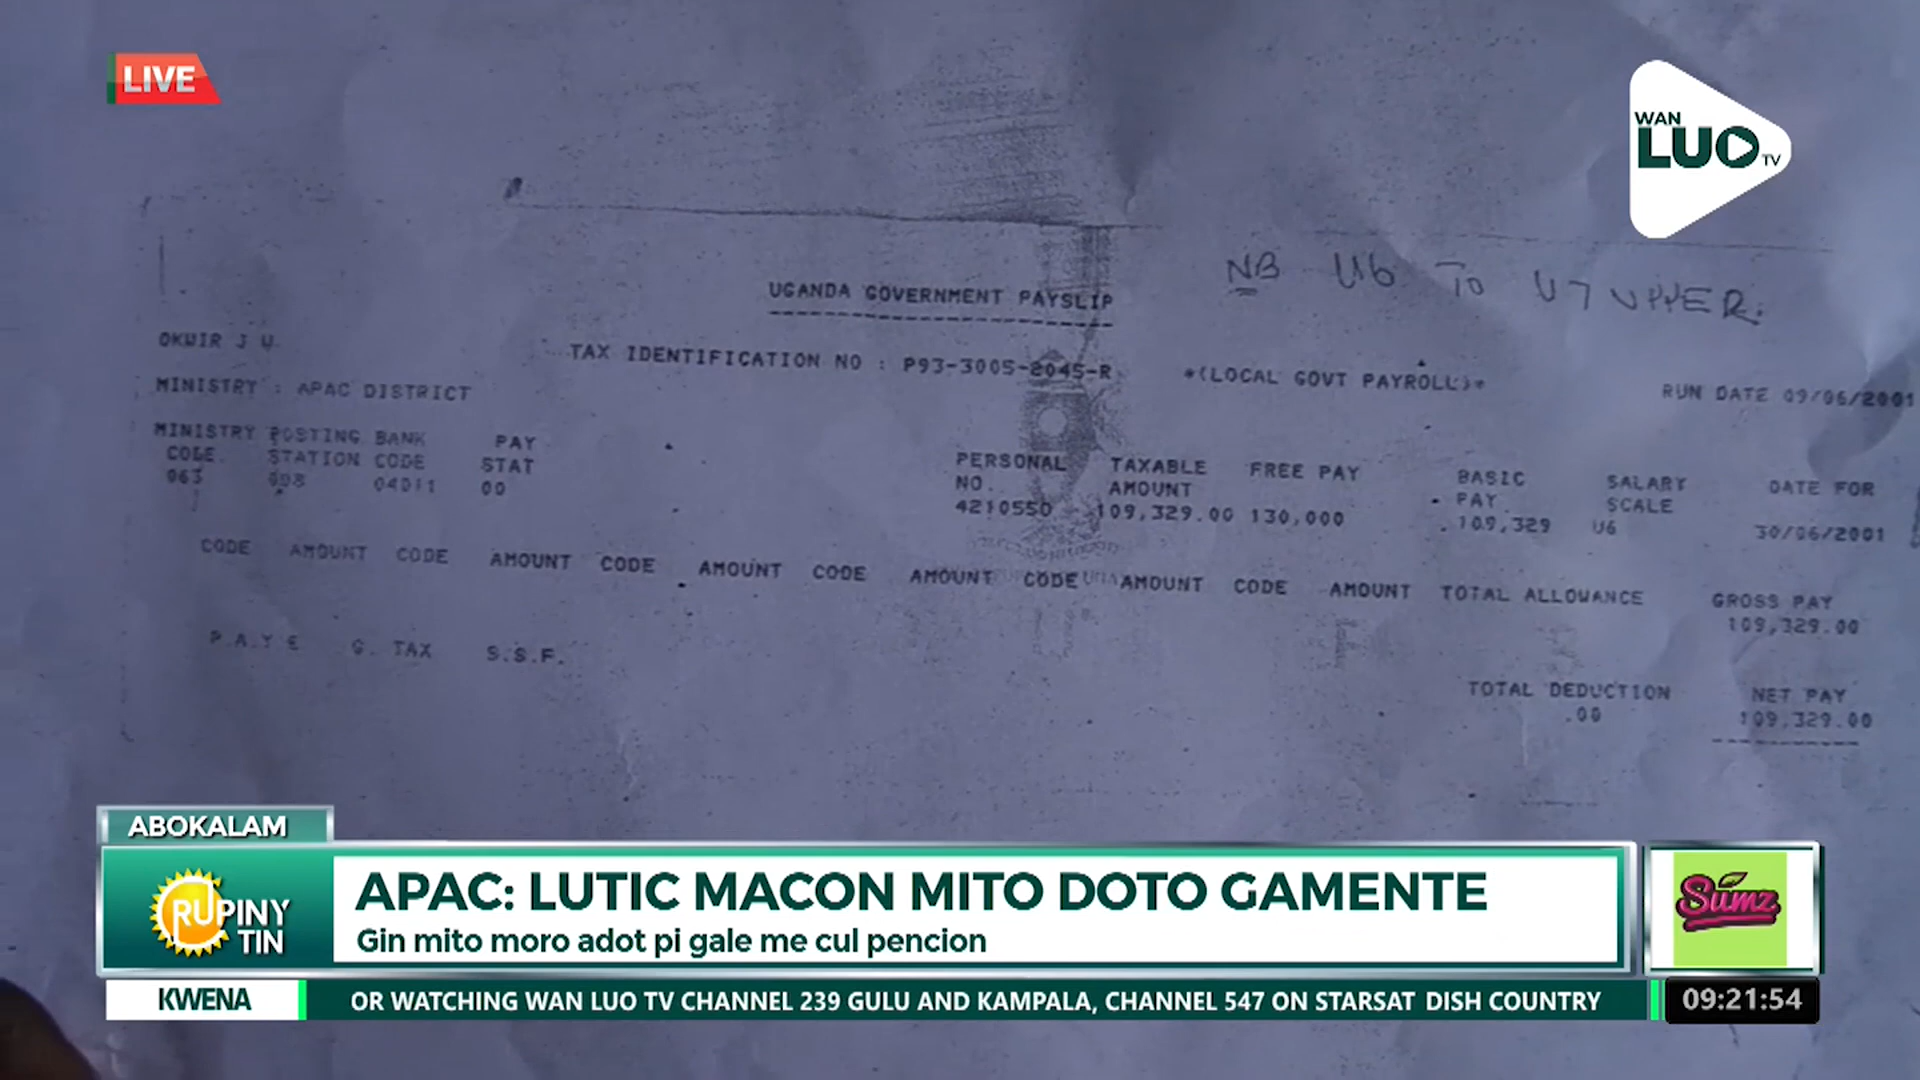 LIVE
WAN
LUO TV
NB U6 TO U7 UPPER.
UGANDA GOVERNMENT PAYSLIP
OKWIR J W
TAX IDENTIFICATION NO : P93-3005-2045-R
*(LOCAL GOVT PAYROLL)*
RUN DATE 09/06/2001
MINISTRY : APAC DISTRICT
MINISTRY POSTING BANK PAY
CODE STATION CODE STAT
063 008 04011 00
PERSONAL TAXABLE FREE PAY BASIC SALARY DATE FOR
NO. AMOUNT PAY SCALE
4210550 109,329.00 130,000 109,329 U6 30/06/2001
CODE AMOUNT CODE AMOUNT CODE AMOUNT CODE AMOUNT CODE AMOUNT CODE AMOUNT TOTAL ALLOWANCE GROSS PAY
109,329.00
P.A.Y E G. TAX S.S.F.
TOTAL DEDUCTION NET PAY
.00 109,329.00
ABOKALAM
RUPINY TIN
APAC: LUTIC MACON MITO DOTO GAMENTE
Gin mito moro adot pi gale me cul pencion
Sumz
KWENA
OR WATCHING WAN LUO TV CHANNEL 239 GULU AND KAMPALA, CHANNEL 547 ON STARSAT DISH COUNTRY
09:21:54